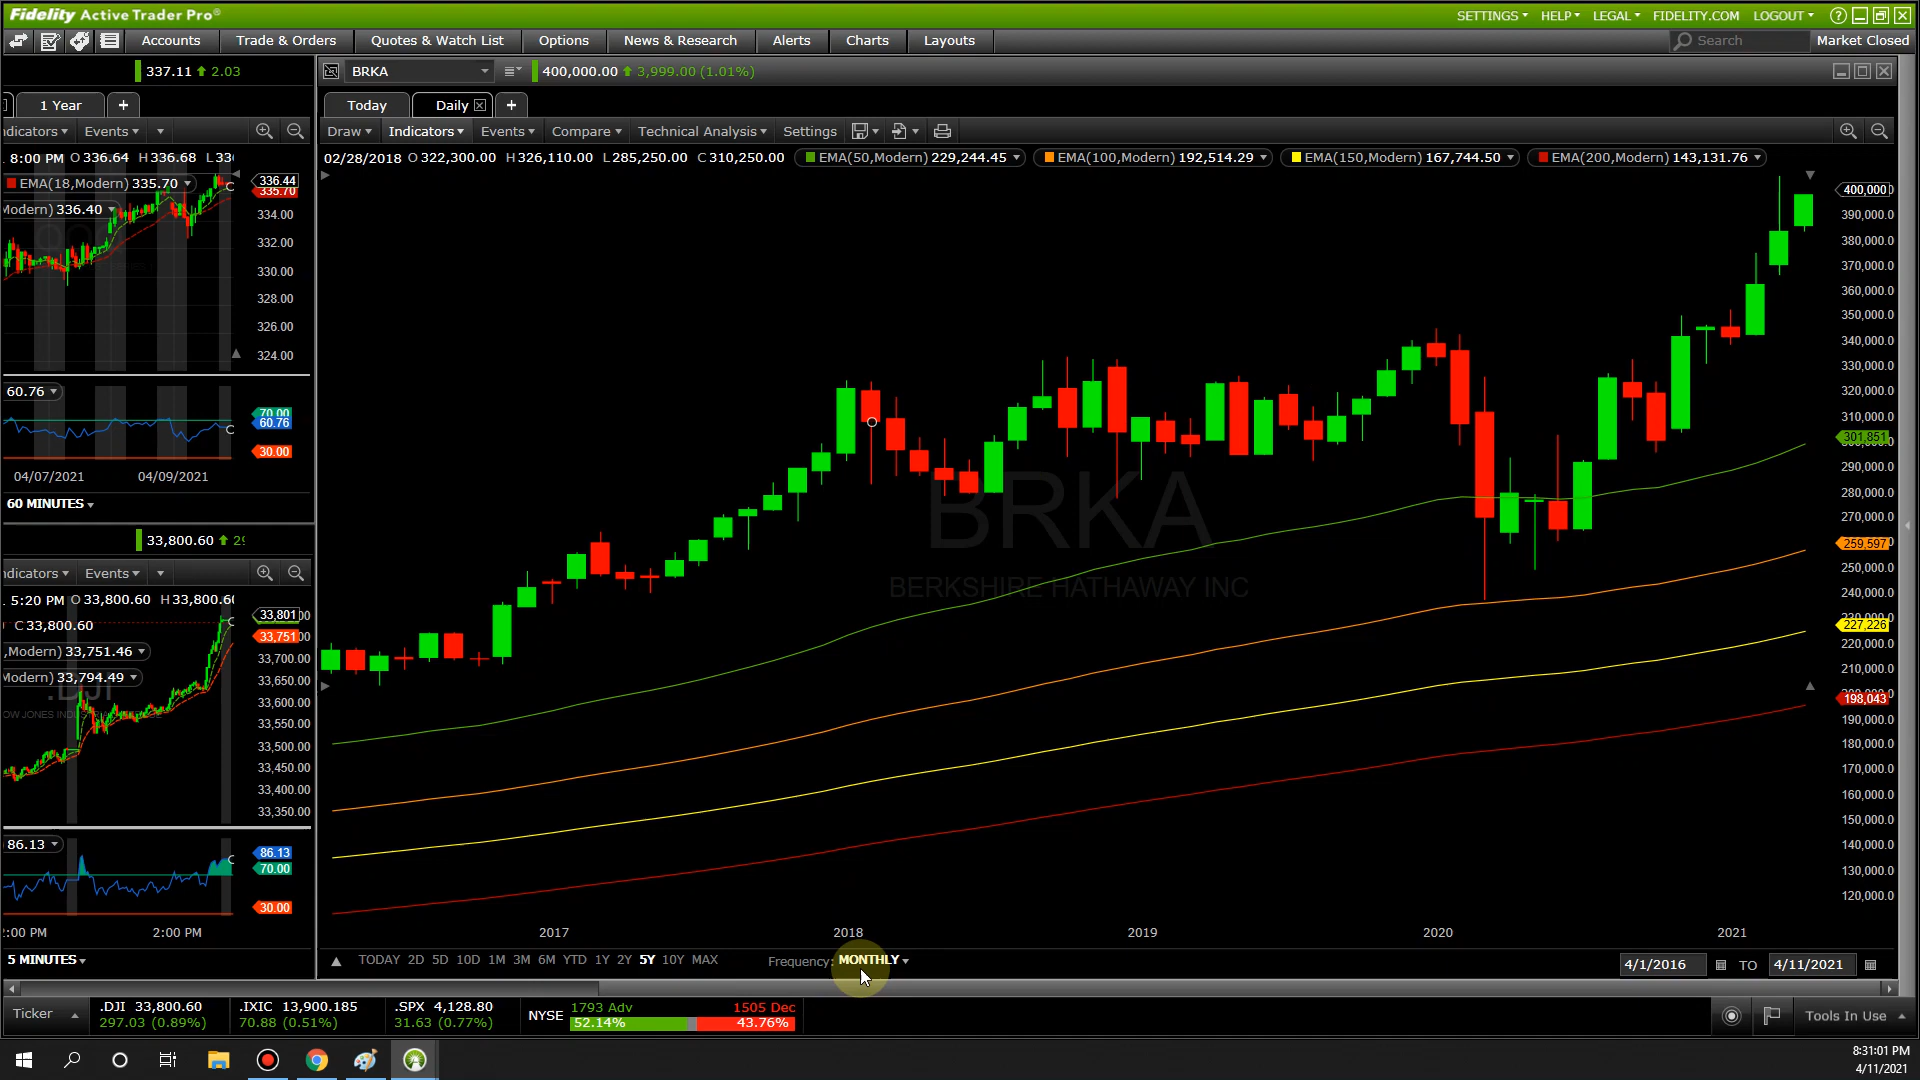 Fidelity Active Trader Pro®
SETTINGS HELP LEGAL FIDELITY.COM LOGOUT ?
Accounts Trade & Orders Quotes & Watch List Options News & Research Alerts Charts Layouts Search Market Closed
337.11 2.03
BRKA 400,000.00 3,999.00 (1.01%)
1 Year +
Today Daily +
Events
Draw Indicators Events Compare Technical Analysis Settings
8:00 PM O 336.64 H 336.68
02/28/2018 O 322,300.00 H 326,110.00 L 285,250.00 C 310,250.00 EMA(50,Modern) 229,244.45 EMA(100,Modern) 192,514.29 EMA(150,Modern) 167,744.50 EMA(200,Modern) 143,131.76
EMA(18,Modern) 335.70
Modern) 336.40
336.44
335.70
334.00
332.00
330.00
328.00
326.00
324.00
60.76
70.00
60.76
30.00
04/07/2021 04/09/2021
60 MINUTES
33,800.60
Events
5:20 PM O 33,800.60
C 33,800.60
,Modern) 33,751.46
Modern) 33,794.49
.DJI
33,801
33,751
33,700.00
33,650.00
33,600.00
33,550.00
33,500.00
33,450.00
33,400.00
33,350.00
86.13
86.13
70.00
30.00
2:00 PM
5 MINUTES
BRKA
BERKSHIRE HATHAWAY INC
400,000
390,000.0
380,000.0
370,000.0
360,000.0
350,000.0
340,000.0
330,000.0
320,000.0
310,000.0
301,851
290,000.0
280,000.0
270,000.0
259,597
250,000.0
240,000.0
227,226
220,000.0
210,000.0
198,043
190,000.0
180,000.0
170,000.0
160,000.0
150,000.0
140,000.0
130,000.0
120,000.0
2017 2018 2019 2020 2021
TODAY 2D 5D 10D 1M 3M 6M YTD 1Y 2Y 5Y 10Y MAX Frequency: MONTHLY 4/1/2016 TO 4/11/2021
Ticker
.DJI 33,800.60
297.03 (0.89%)
.IXIC 13,900.185
70.88 (0.51%)
.SPX 4,128.80
31.63 (0.77%)
NYSE
1793 Adv 1505 Dec
52.14% 43.76%
Tools In Use
8:31:01 PM
4/11/2021